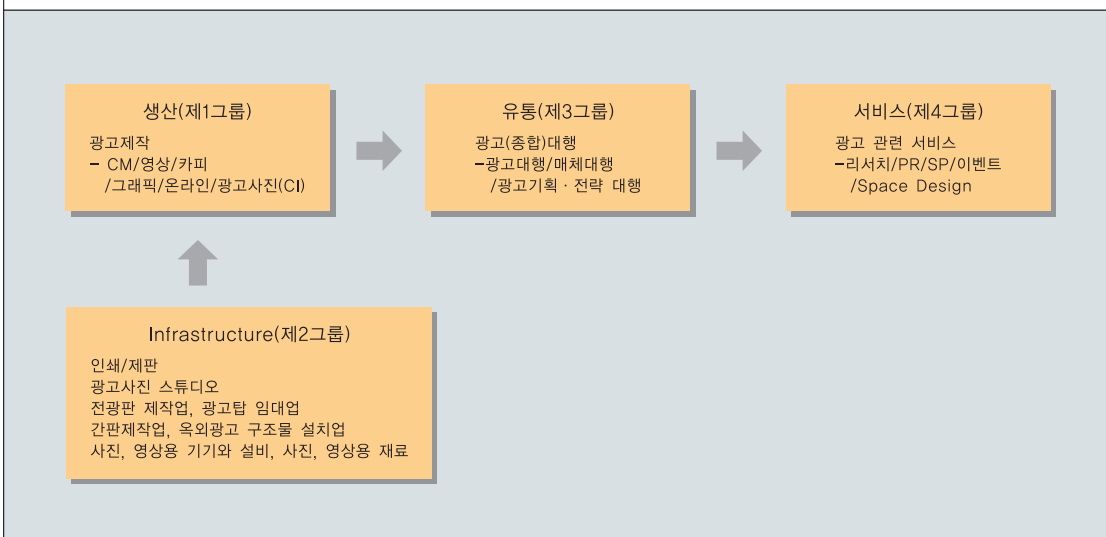 생산(제1그룹)
광고제작
- CM/영상/카피
/그래픽/온라인/광고사진(CI)
유통(제3그룹)
광고(종합)대행
-광고대행/매체대행
/광고기획·전략 대행
서비스(제4그룹)
광고 관련 서비스
-리서치/PR/SP/이벤트
/Space Design
Infrastructure(제2그룹)
인쇄/제판
광고사진 스튜디오
전광판 제작업, 광고탑 임대업
간판제작업, 옥외광고 구조물 설치업
사진, 영상용 기기와 설비, 사진, 영상용 재료